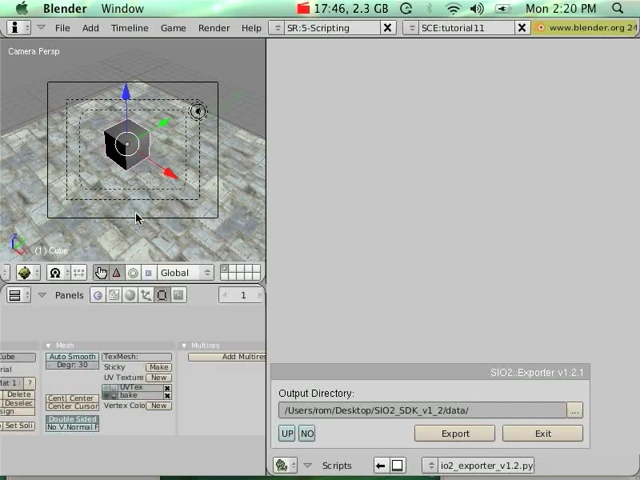 Blender Window 17:46, 2.3 GB Mon 2:20 PM
File Add Timeline Game Render Help SR:5-Scripting SCE:tutorial11 www.blender.org 24
Camera Persp
(1) Cube
Global
Panels 1
Mesh Multires
Cube Auto Smooth TexMesh: Add Multires
Degr: 30 Sticky Make
Mat 1 ? UV Texture New
Delete UVTex
Deselec Cent Center bake
Center Cursor Vertex Colo New
Set Soli Double Sided
No V.Normal F
SIO2::Exporter v1.2.1
Output Directory:
/Users/rom/Desktop/SIO2_SDK_v1_2/data/ ...
UP NO Export Exit
Scripts io2_exporter_v1.2.py